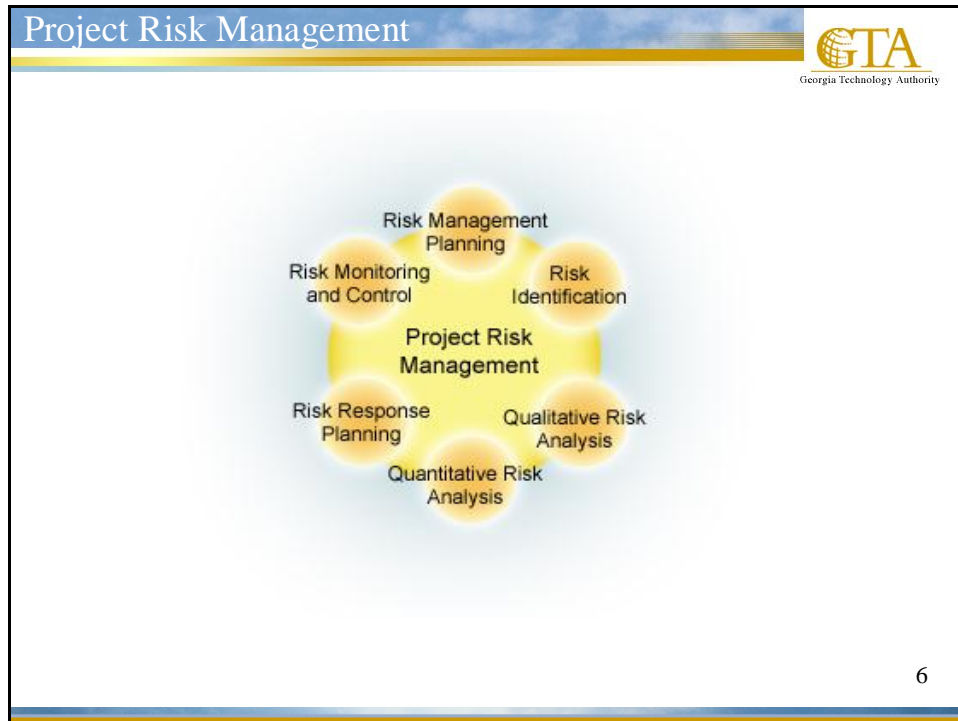 Project Risk Management
GTA
Georgia Technology Authority
Risk Management
Planning
Risk
Identification
Qualitative Risk
Analysis
Quantitative Risk
Analysis
Risk Response
Planning
Risk Monitoring
and Control
Project Risk
Management
6